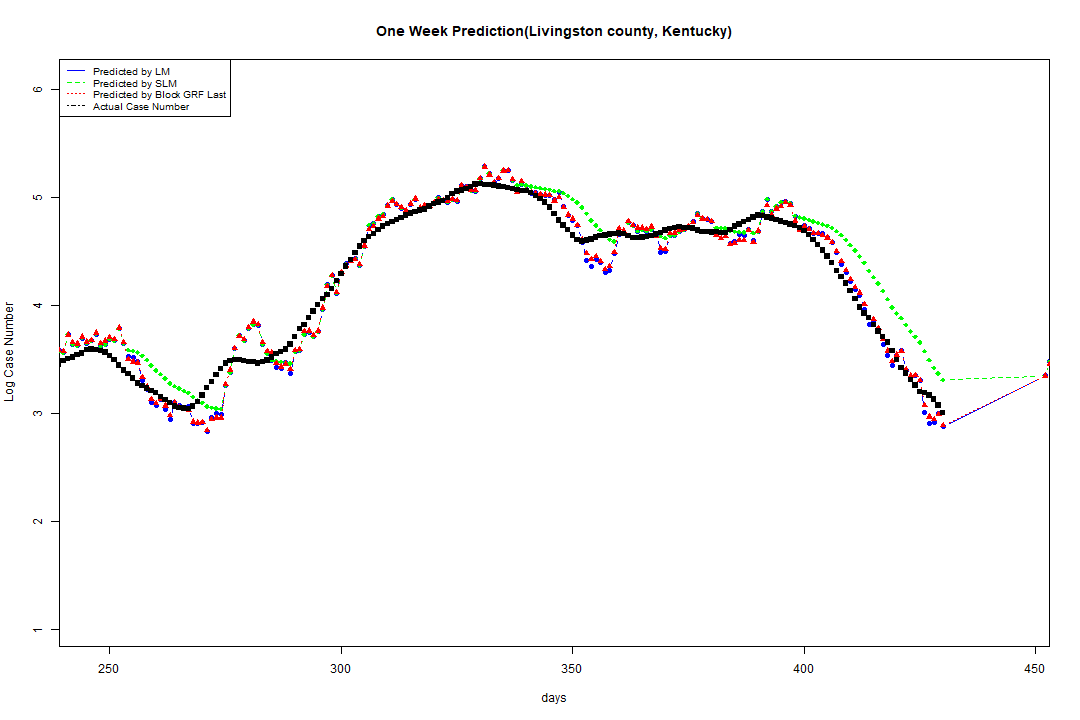 One Week Prediction(Livingston county, Kentucky)
Predicted by LM
Predicted by SLM
Predicted by Block GRF Last
Actual Case Number
6
5
4
3
2
1
Log Case Number
250 300 350 400 450
days